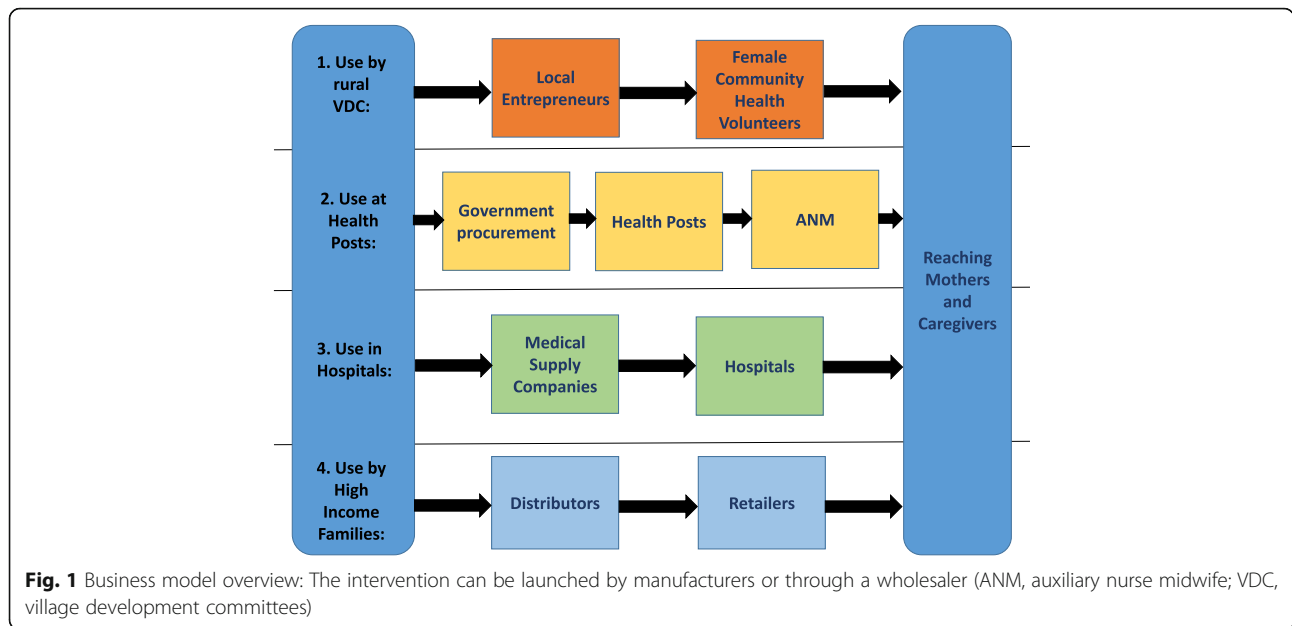 1. Use by
rural
VDC:
Local
Entrepreneurs
Female
Community
Health
Volunteers
2. Use at
Health
Posts:
Government
procurement
Health Posts
ANM
Reaching
Mothers
and
Caregivers
3. Use in
Hospitals:
Medical
Supply
Companies
Hospitals
4. Use by
High
Income
Families:
Distributors
Retailers
Fig. 1 Business model overview: The intervention can be launched by manufacturers or through a wholesaler (ANM, auxiliary nurse midwife; VDC,
village development committees)